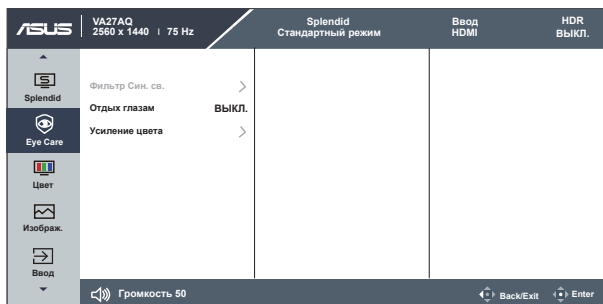 ASUS
VA27AQ
2560 x 1440 | 75 Hz
Splendid
Стандартный режим
Ввод
HDMI
HDR
ВЫКЛ.
Splendid
Eye Care
Цвет
Изображ.
Ввод
Фильтр Син. св.
Отдых глазам ВЫКЛ.
Усиление цвета
Громкость 50
Back/Exit
Enter